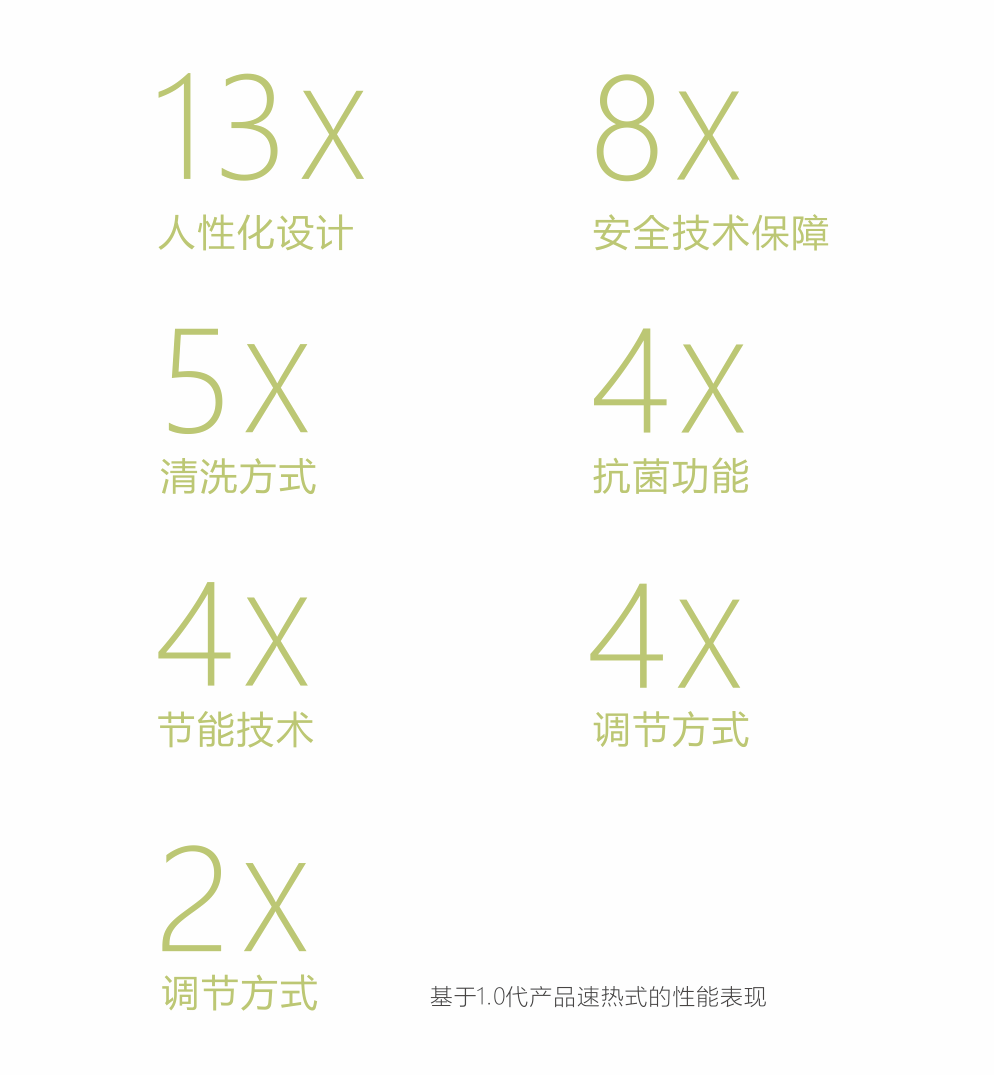 13X
8X
人性化设计
安全技术保障
5X
4X
清洗方式
抗菌功能
4X
4X
节能技术
调节方式
2X
调节方式
基于1.0代产品速热式的性能表现